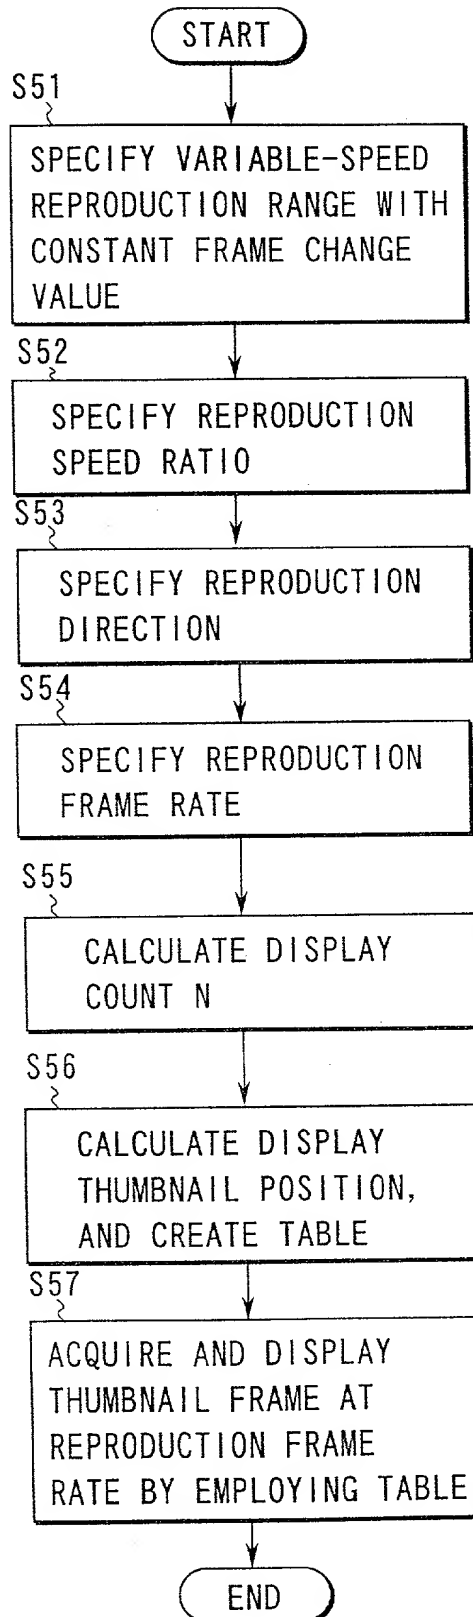 START
S51
SPECIFY VARIABLE-SPEED
REPRODUCTION RANGE WITH
CONSTANT FRAME CHANGE
VALUE
S52
SPECIFY REPRODUCTION
SPEED RATIO
S53
SPECIFY REPRODUCTION
DIRECTION
S54
SPECIFY REPRODUCTION
FRAME RATE
S55
CALCULATE DISPLAY
COUNT N
S56
CALCULATE DISPLAY
THUMBNAIL POSITION,
AND CREATE TABLE
S57
ACQUIRE AND DISPLAY
THUMBNAIL FRAME AT
REPRODUCTION FRAME
RATE BY EMPLOYING TABLE
END